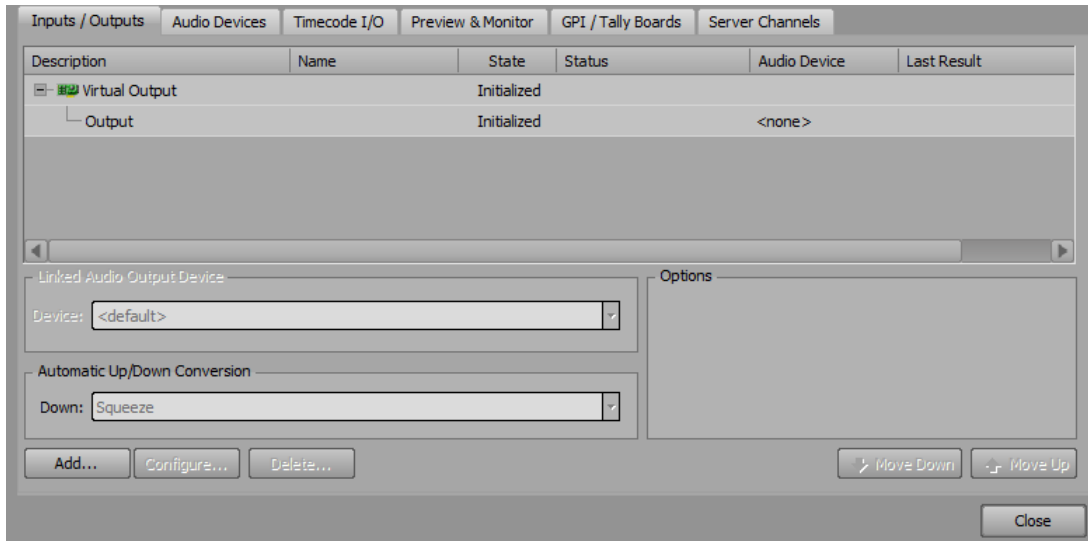 Inputs / Outputs Audio Devices Timecode I/O Preview & Monitor GPI / Tally Boards Server Channels
Description Name State Status Audio Device Last Result
Virtual Output Initialized
Output Initialized <none>
Linked Audio Output Device Options
Device: <default>
Automatic Up/Down Conversion
Down: Squeeze
Add... Configure... Delete... Move Down Move Up
Close